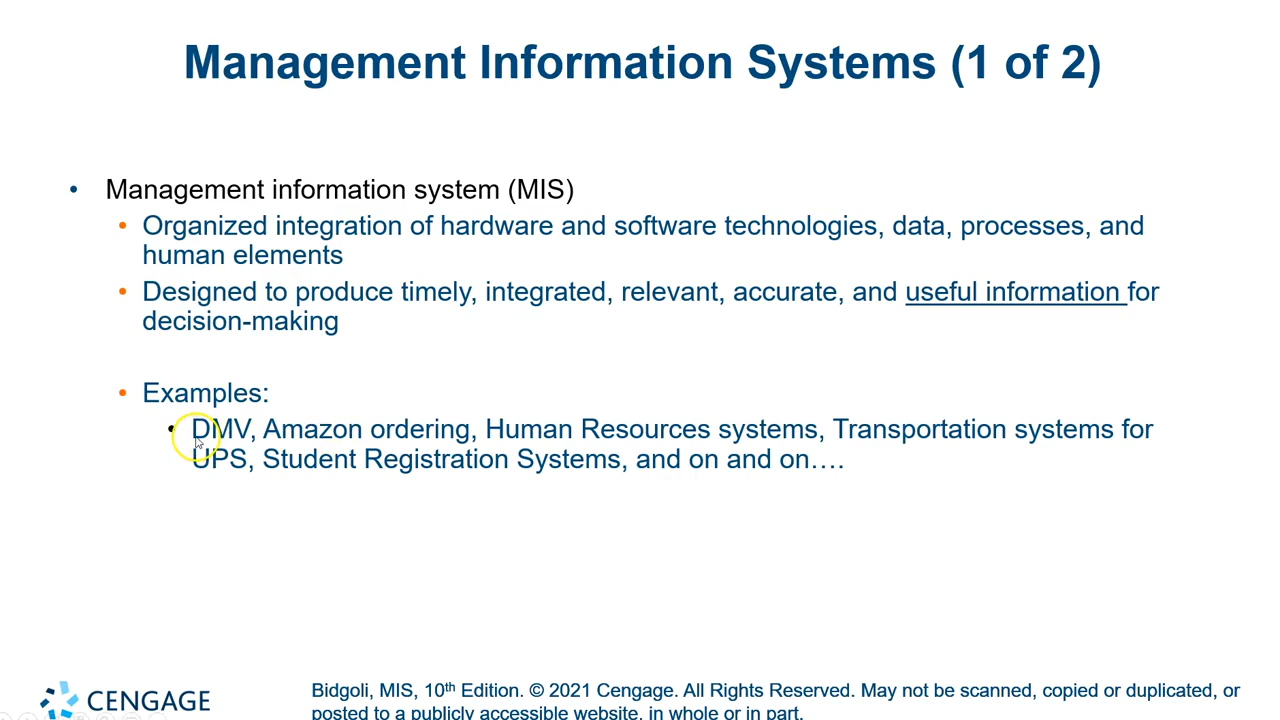 Management Information Systems (1 of 2)
• Management information system (MIS)
• Organized integration of hardware and software technologies, data, processes, and
human elements
• Designed to produce timely, integrated, relevant, accurate, and useful information for
decision-making
• Examples:
• DMV, Amazon ordering, Human Resources systems, Transportation systems for
UPS, Student Registration Systems, and on and on….
CENGAGE
Bidgoli, MIS, 10th Edition. © 2021 Cengage. All Rights Reserved. May not be scanned, copied or duplicated, or
posted to a publicly accessible website, in whole or in part.